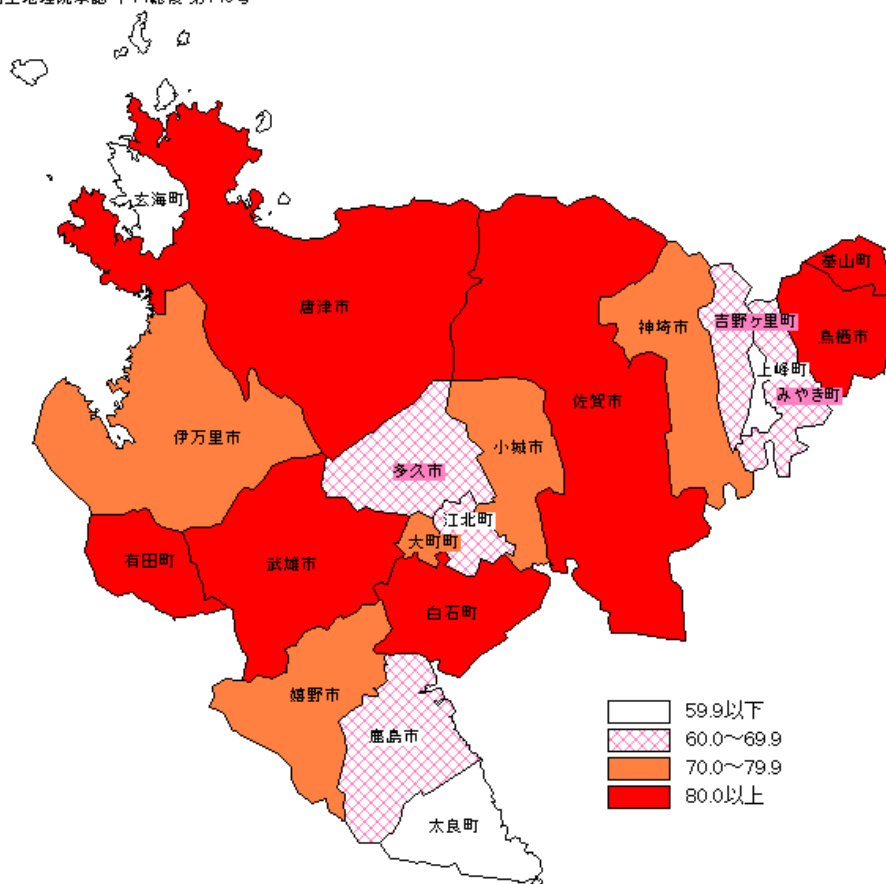 玄海町
基山町
唐津市
吉野ヶ里町
神埼市
鳥栖市
上峰町
みやき町
佐賀市
伊万里市
小城市
多久市
江北町
大町町
有田町
武雄市
白石町
嬉野市
鹿島市
太良町
59.9以下
60.0～69.9
70.0～79.9
80.0以上